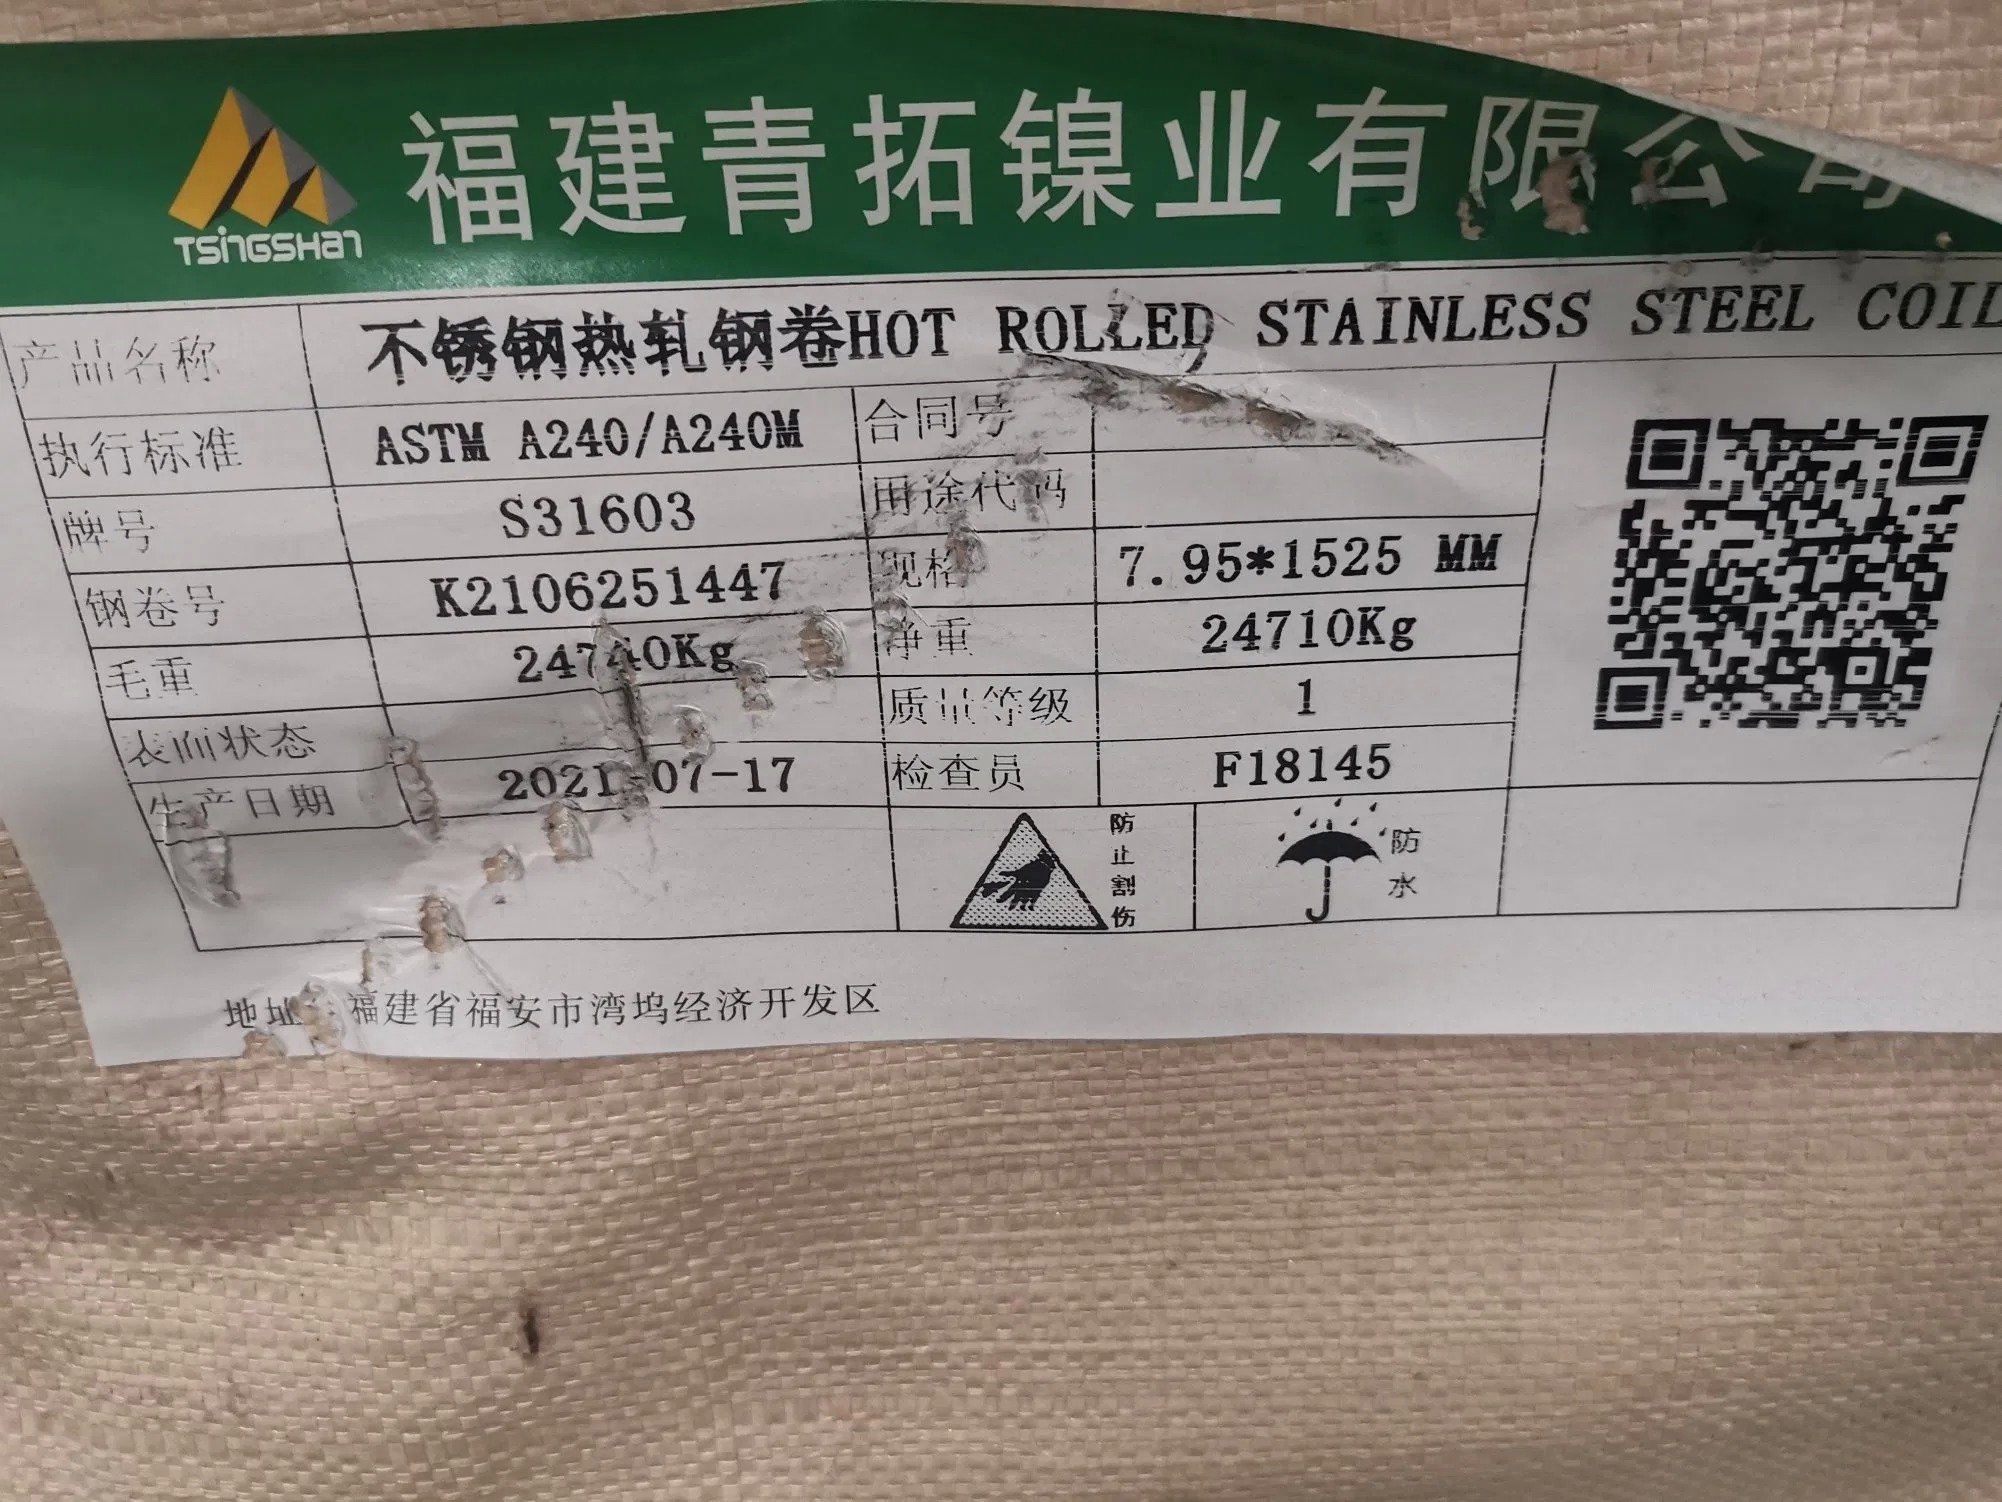 福建青拓镍业有限公司
TSINGSHAN
产品名称 不锈钢热轧钢卷HOT ROLLED STAINLESS STEEL COIL
执行标准 ASTM A240/A240M 合同号
牌号 S31603 用途代码
钢卷号 K2106251447 规格 7.95*1525 MM
毛重 24740Kg 净重 24710Kg
表面状态 质量等级 1
生产日期 2021-07-17 检查员 F18145
防止割伤 防水
地址 福建省福安市湾坞经济开发区